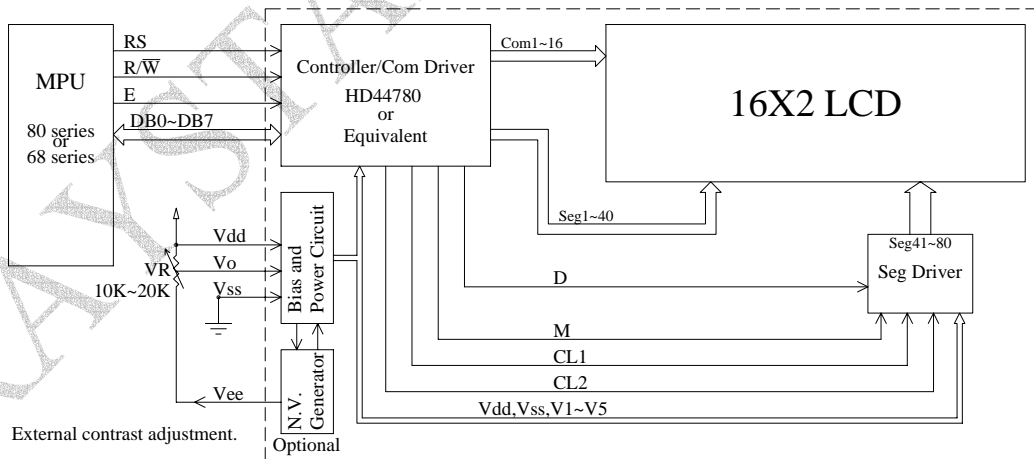 RS
R/W̅
E
DB0~DB7
MPU
80 series
or
68 series
Controller/Com Driver
HD44780
or
Equivalent
Com1~16
16X2 LCD
Seg1~40
Seg41~80
Seg Driver
D
M
CL1
CL2
Vdd,Vss,V1~V5
Vdd
Vo
Vss
Vee
VR
10K~20K
Bias and
Power Circuit
N.V.
Generator
Optional
External contrast adjustment.